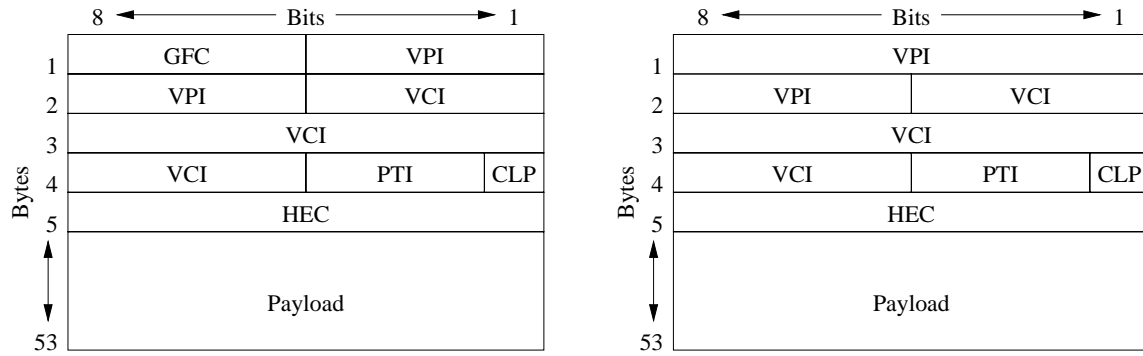 8 Bits 1
GFC VPI
1
VPI VCI
2
VCI
3
VCI PTI CLP
4
HEC
5
Bytes
Payload
53
8 Bits 1
VPI
1
VPI VCI
2
VCI
3
VCI PTI CLP
4
HEC
5
Bytes
Payload
53